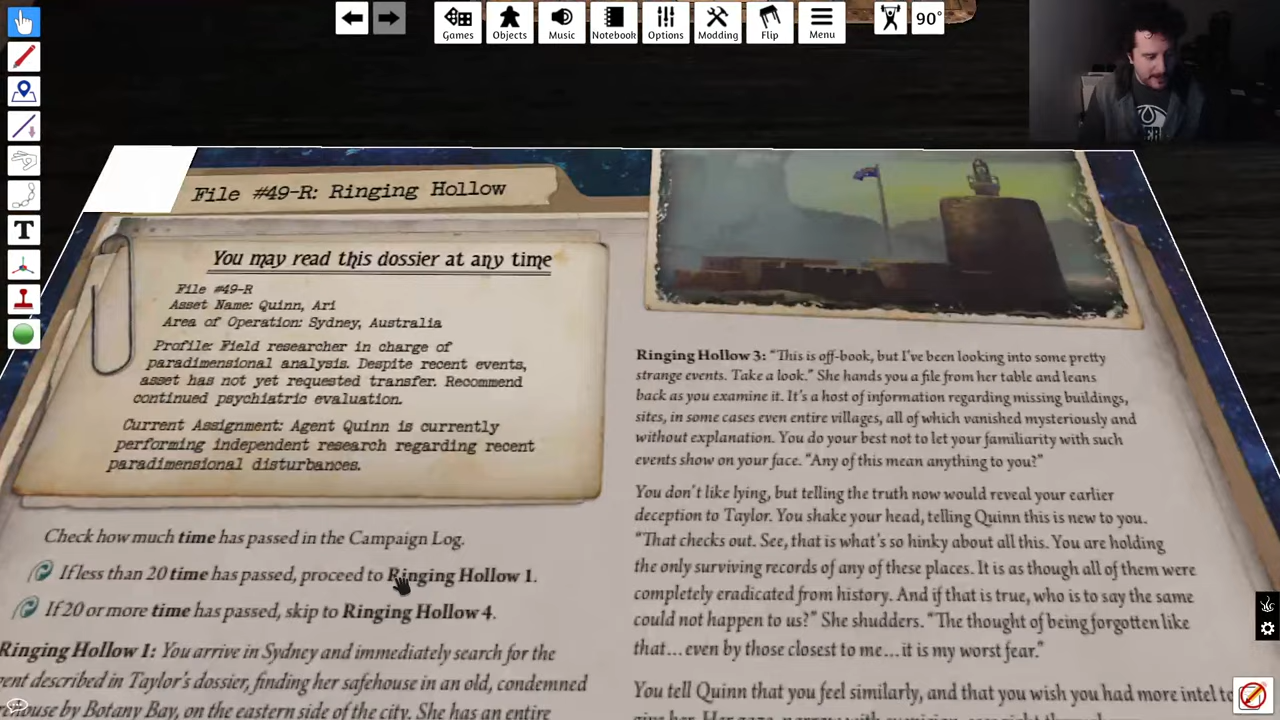 Games
Objects
Music
Notebook
Options
Modding
Flip
Menu
90°
T
File #49-R: Ringing Hollow
You may read this dossier at any time
File #49-R
Asset Name: Quinn, Ari
Area of Operation: Sydney, Australia
Profile: Field researcher in charge of
paradimensional analysis. Despite recent events,
asset has not yet requested transfer. Recommend
continued psychiatric evaluation.
Current Assignment: Agent Quinn is currently
performing independent research regarding recent
paradimensional disturbances.
Check how much time has passed in the Campaign Log.
If less than 20 time has passed, proceed to Ringing Hollow 1.
If 20 or more time has passed, skip to Ringing Hollow 4.
Ringing Hollow 1: You arrive in Sydney and immediately search for the
described in Taylor's dossier, finding her safehouse in an old, condemned
by Botany Bay, on the eastern side of the city. She has an entire
Ringing Hollow 3: "This is off-book, but I've been looking into some pretty
strange events. Take a look." She hands you a file from her table and leans
back as you examine it. It's a host of information regarding missing buildings,
sites, in some cases even entire villages, all of which vanished mysteriously and
without explanation. You do your best not to let your familiarity with such
events show on your face. "Any of this mean anything to you?"
You don't like lying, but telling the truth now would reveal your earlier
deception to Taylor. You shake your head, telling Quinn this is new to you.
"That checks out. See, that is what's so hinky about all this. You are holding
the only surviving records of any of these places. It is as though all of them were
completely eradicated from history. And if that is true, who is to say the same
could not happen to us?" She shudders. "The thought of being forgotten like
that…even by those closest to me…it is my worst fear."
You tell Quinn that you feel similarly, and that you wish you had more intel to